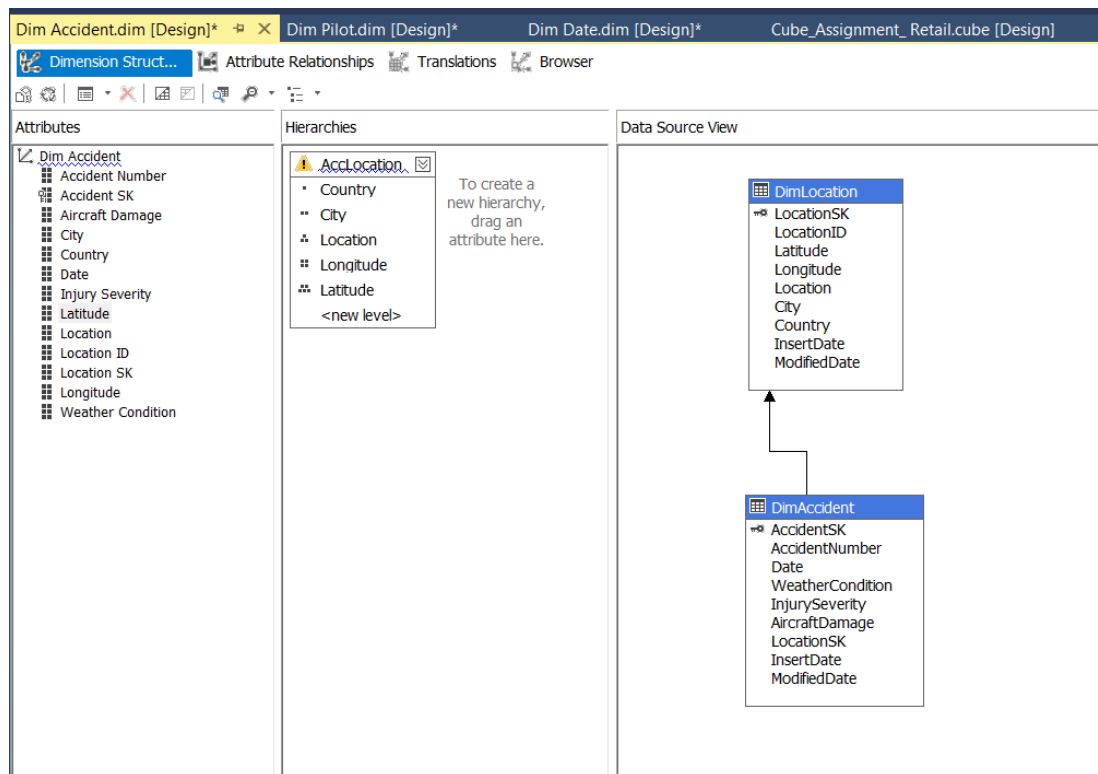 Dim Accident.dim [Design]* Dim Pilot.dim [Design]* Dim Date.dim [Design]* Cube_Assignment_ Retail.cube [Design]
Dimension Struct... Attribute Relationships Translations Browser
Attributes
Dim Accident
Accident Number
Accident SK
Aircraft Damage
City
Country
Date
Injury Severity
Latitude
Location
Location ID
Location SK
Longitude
Weather Condition
Hierarchies
AccLocation
Country
City
Location
Longitude
Latitude
<new level>
To create a
new hierarchy,
drag an
attribute here.
Data Source View
DimLocation
LocationSK
LocationID
Latitude
Longitude
Location
City
Country
InsertDate
ModifiedDate
DimAccident
AccidentSK
AccidentNumber
Date
WeatherCondition
InjurySeverity
AircraftDamage
LocationSK
InsertDate
ModifiedDate